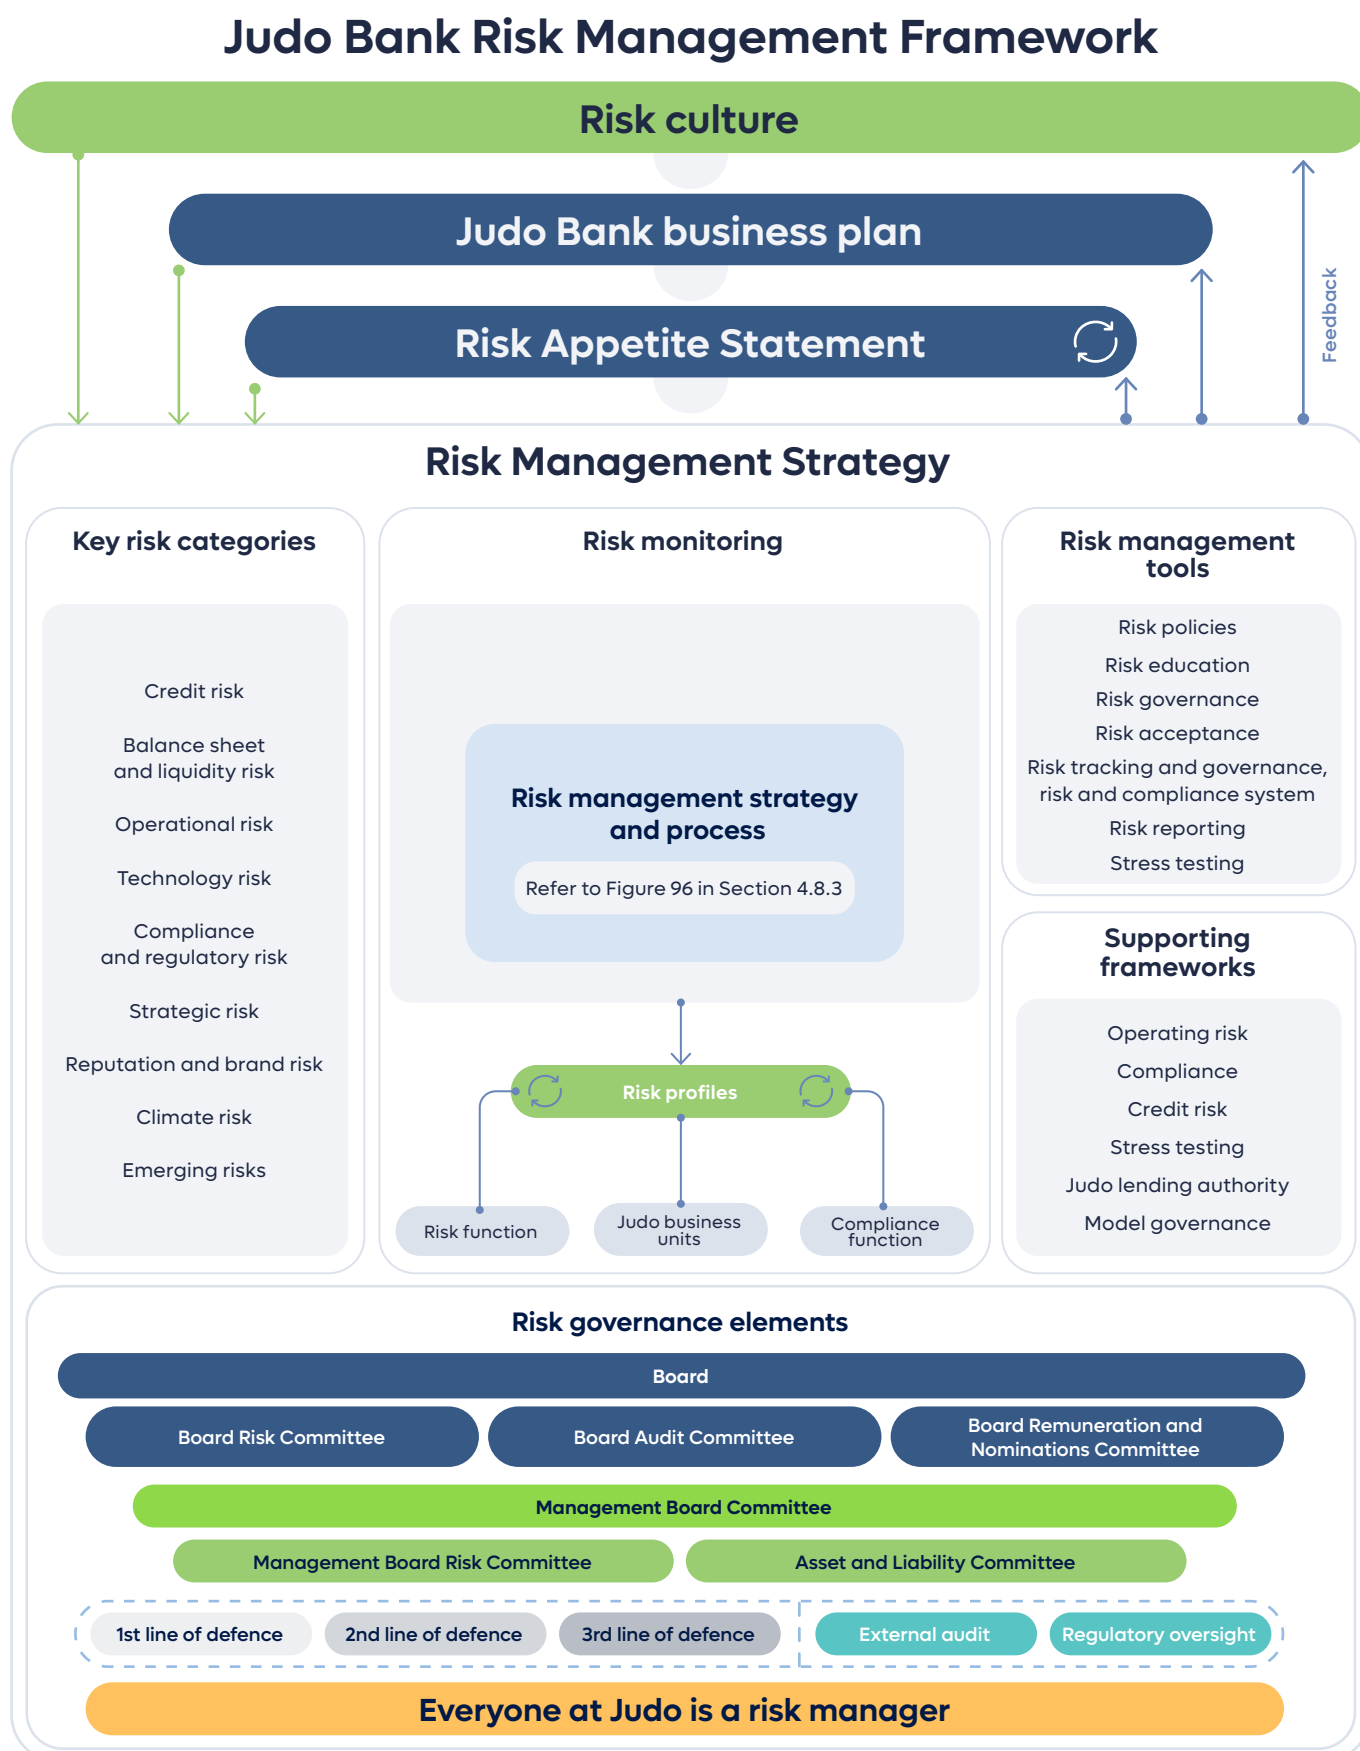 Judo Bank Risk Management Framework
Risk culture
Judo Bank business plan
Risk Appetite Statement
Feedback
Risk Management Strategy
Key risk categories
Credit risk
Balance sheet
and liquidity risk
Operational risk
Technology risk
Compliance
and regulatory risk
Strategic risk
Reputation and brand risk
Climate risk
Emerging risks
Risk monitoring
Risk management strategy
and process
Refer to Figure 96 in Section 4.8.3
Risk profiles
Risk function
Judo business
units
Compliance
function
Risk management
tools
Risk policies
Risk education
Risk governance
Risk acceptance
Risk tracking and governance,
risk and compliance system
Risk reporting
Stress testing
Supporting
frameworks
Operating risk
Compliance
Credit risk
Stress testing
Judo lending authority
Model governance
Risk governance elements
Board
Board Risk Committee
Board Audit Committee
Board Remuneration and
Nominations Committee
Management Board Committee
Management Board Risk Committee
Asset and Liability Committee
1st line of defence
2nd line of defence
3rd line of defence
External audit
Regulatory oversight
Everyone at Judo is a risk manager